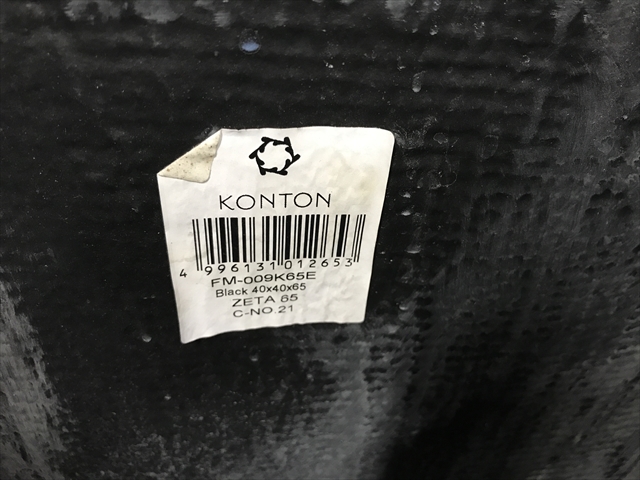 KONTON
4 996131 012653
FM-009K65E
Black 40x40x65
ZETA 65
C-NO.21